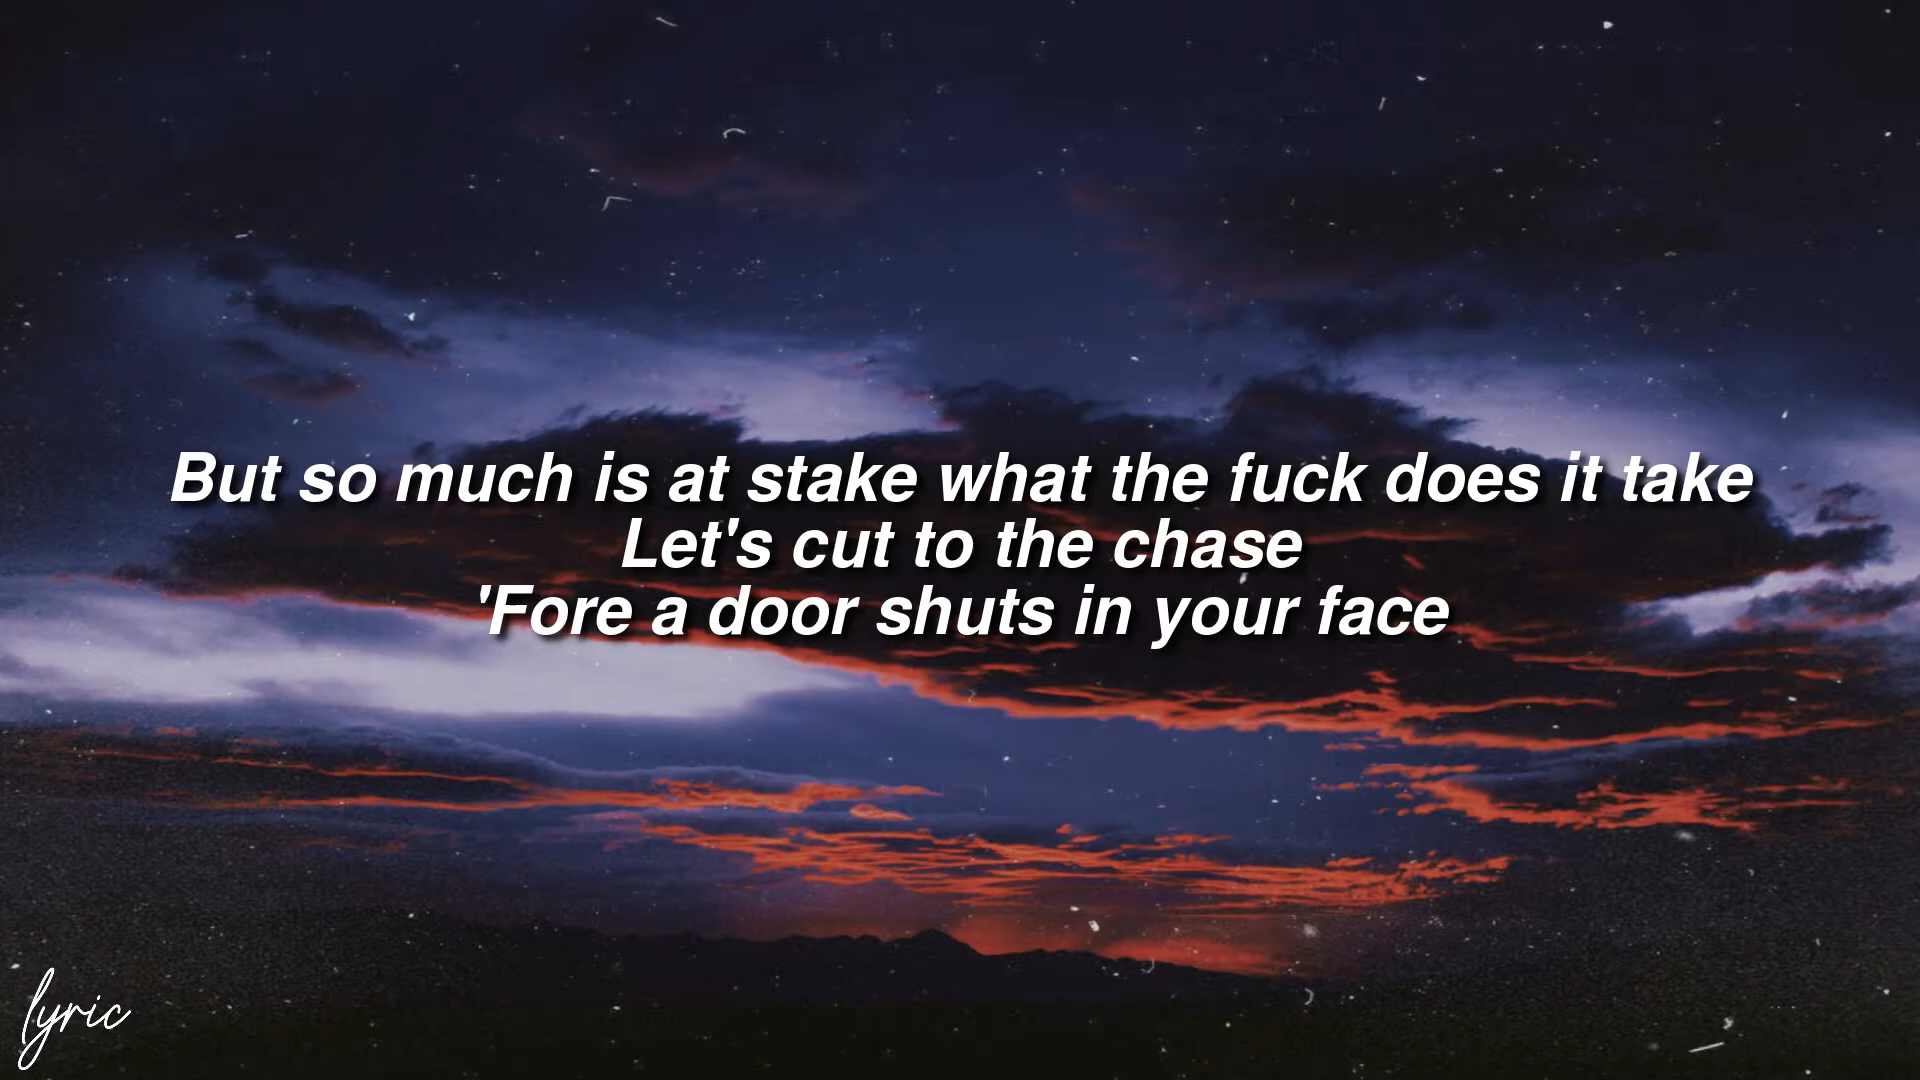 But so much is at stake what the fuck does it take
Let's cut to the chase
'Fore a door shuts in your face
lyric